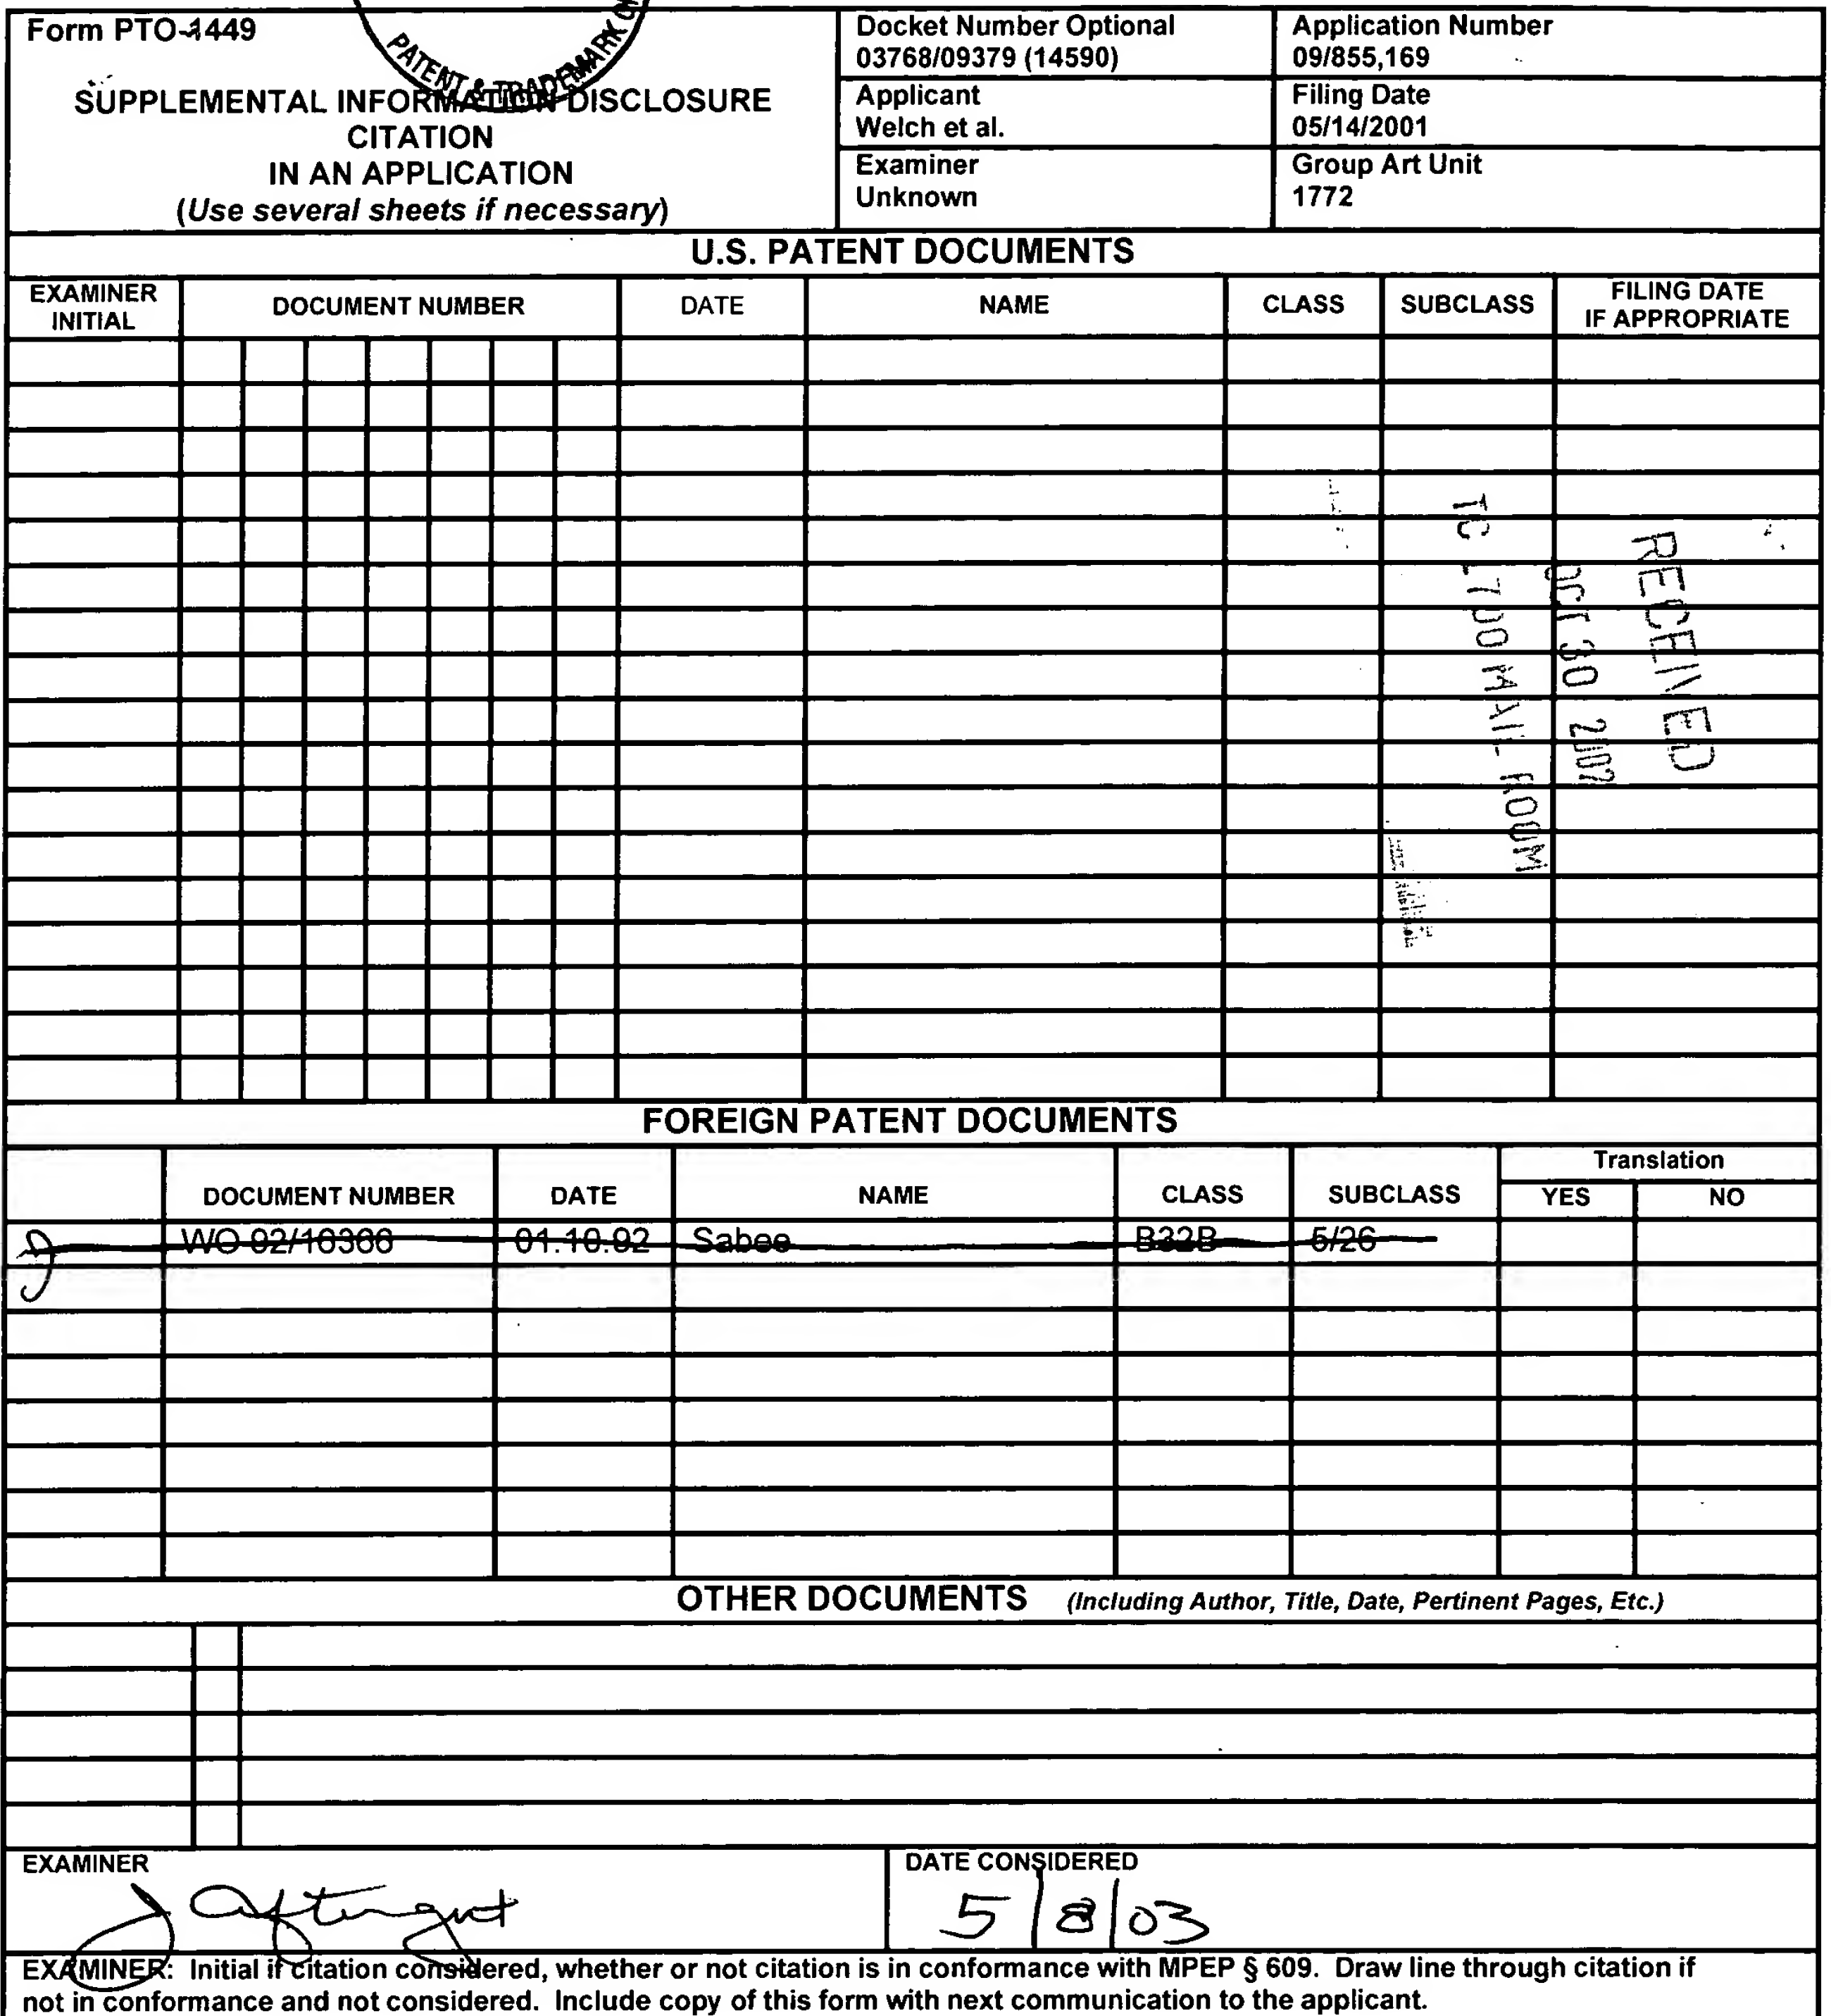 Form PTO-1449
PATENT & TRADEMARK
SUPPLEMENTAL INFORMATION DISCLOSURE
CITATION
IN AN APPLICATION
(Use several sheets if necessary)
Docket Number Optional
03768/09379 (14590)
Application Number
09/855,169
Applicant
Welch et al.
Filing Date
05/14/2001
Examiner
Unknown
Group Art Unit
1772
U.S. PATENT DOCUMENTS
EXAMINER
INITIAL
DOCUMENT NUMBER
DATE
NAME
CLASS
SUBCLASS
FILING DATE
IF APPROPRIATE
RECEIVED
OCT 30 2002
TC 1700 MAIL ROOM
FOREIGN PATENT DOCUMENTS
DOCUMENT NUMBER
DATE
NAME
CLASS
SUBCLASS
Translation
YES
NO
WO 92/16366 01.10.92 Sabee B32B 5/26
OTHER DOCUMENTS (Including Author, Title, Date, Pertinent Pages, Etc.)
EXAMINER
J Aftergut
DATE CONSIDERED
5/8/03
EXAMINER: Initial if citation considered, whether or not citation is in conformance with MPEP § 609. Draw line through citation if
not in conformance and not considered. Include copy of this form with next communication to the applicant.